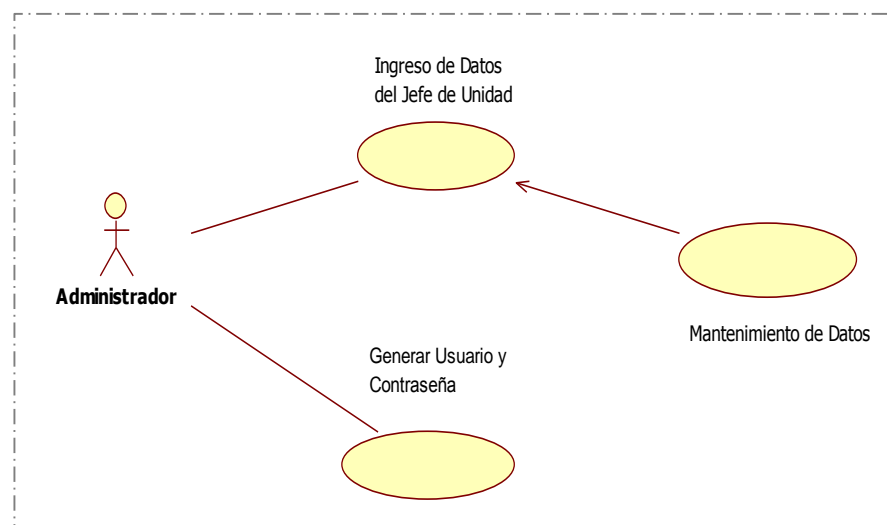 Ingreso de Datos
del Jefe de Unidad
Administrador
Mantenimiento de Datos
Generar Usuario y
Contraseña